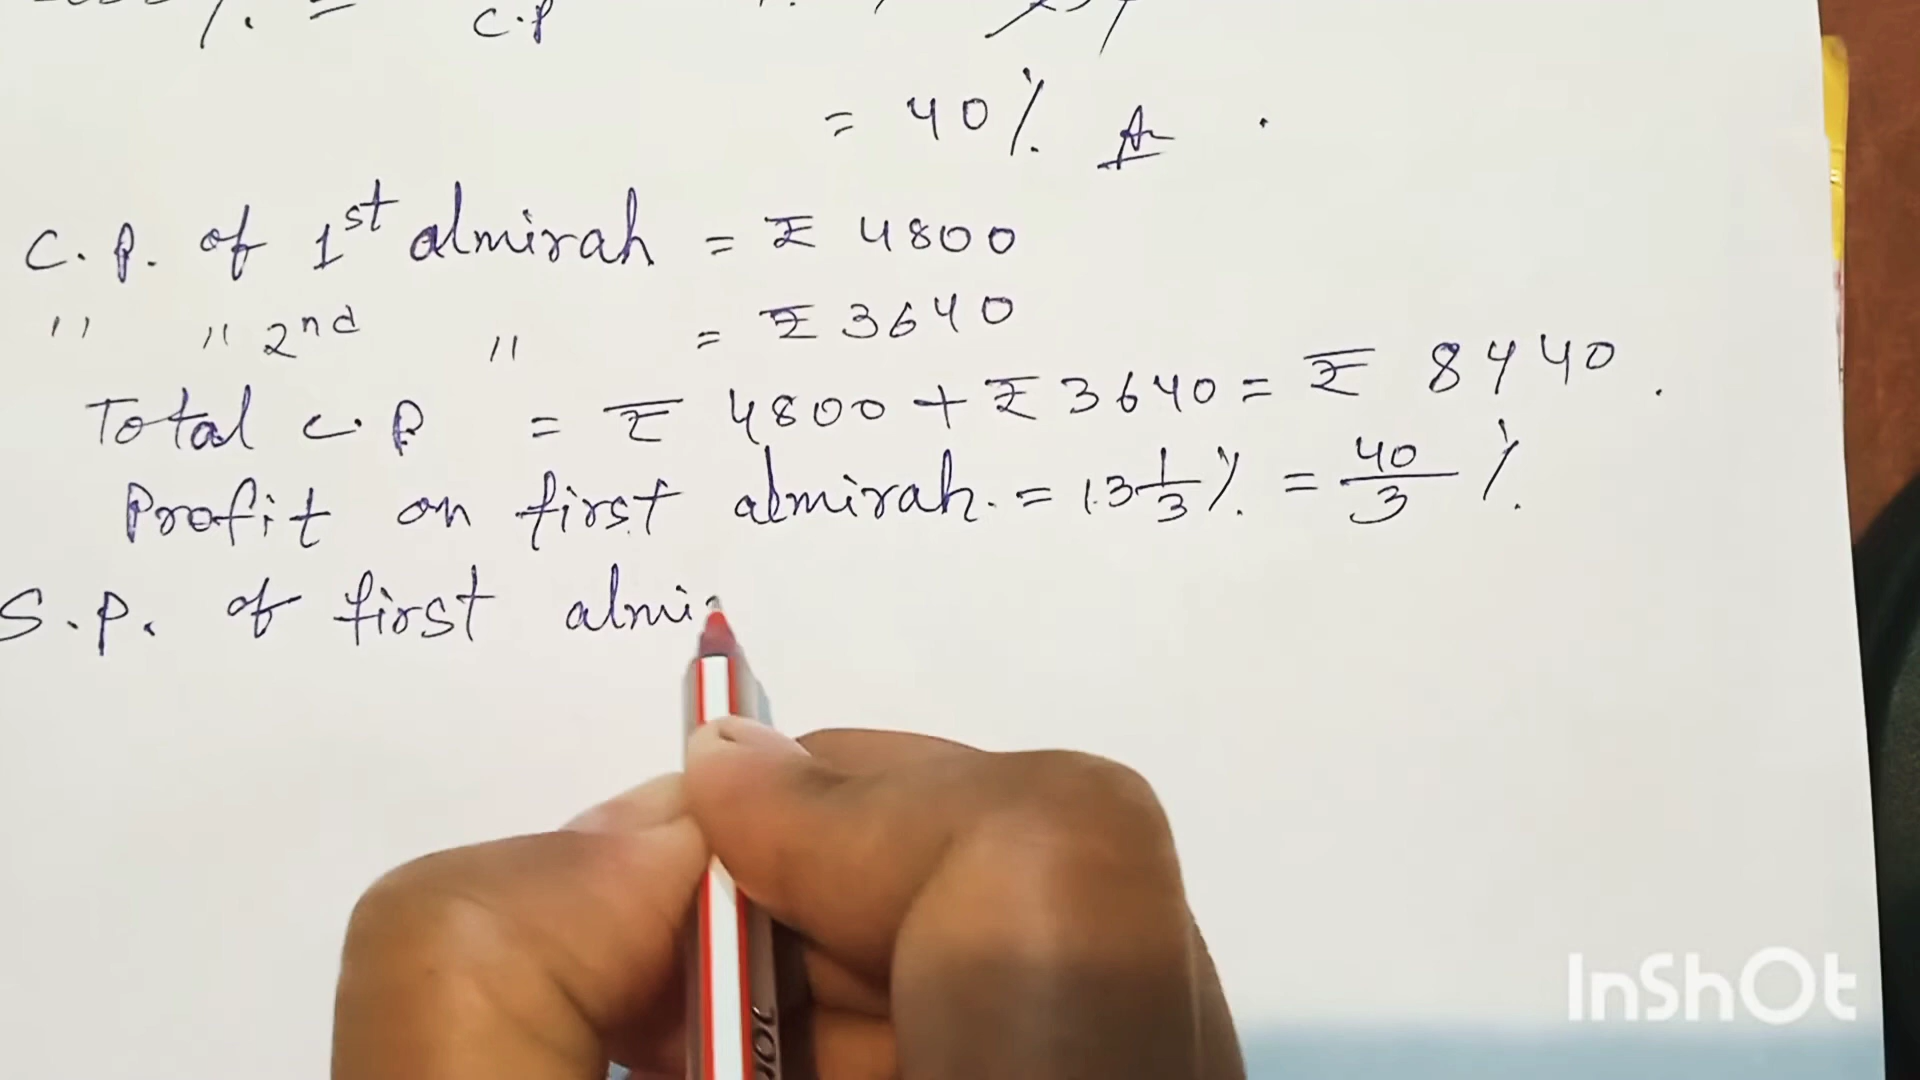 C.P
= 40%
C.P. of 1st almirah = ₹ 4800
" " 2nd " = ₹ 3640
Total C.P = ₹ 4800 + ₹ 3640 = ₹ 8440.
Profit on first almirah. = 13 1/3 % = 40/3 %
S.P. of first almi
InShOt